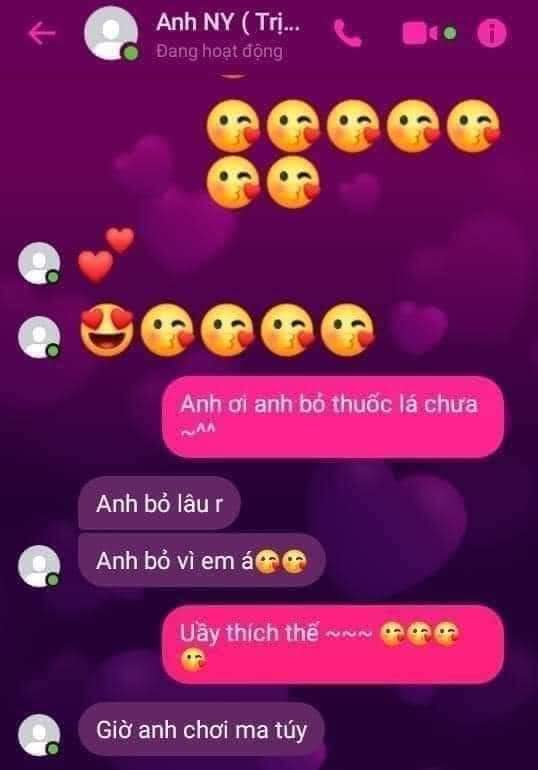 Anh NY ( Trị...
Đang hoạt động
😘😘😘😘😘
😘😘
💕
😍😘😘😘😘
Anh ơi anh bỏ thuốc lá chưa
~^^
Anh bỏ lâu r
Anh bỏ vì em á😘😘
Uầy thích thế ~~~ 😘😘😘
😘
Giờ anh chơi ma túy